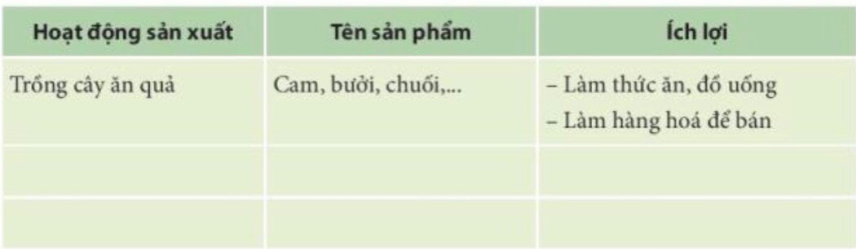 Hoạt động sản xuất
Tên sản phẩm
Ích lợi
Trồng cây ăn quả
Cam, bưởi, chuối,...
– Làm thức ăn, đồ uống
– Làm hàng hoá để bán